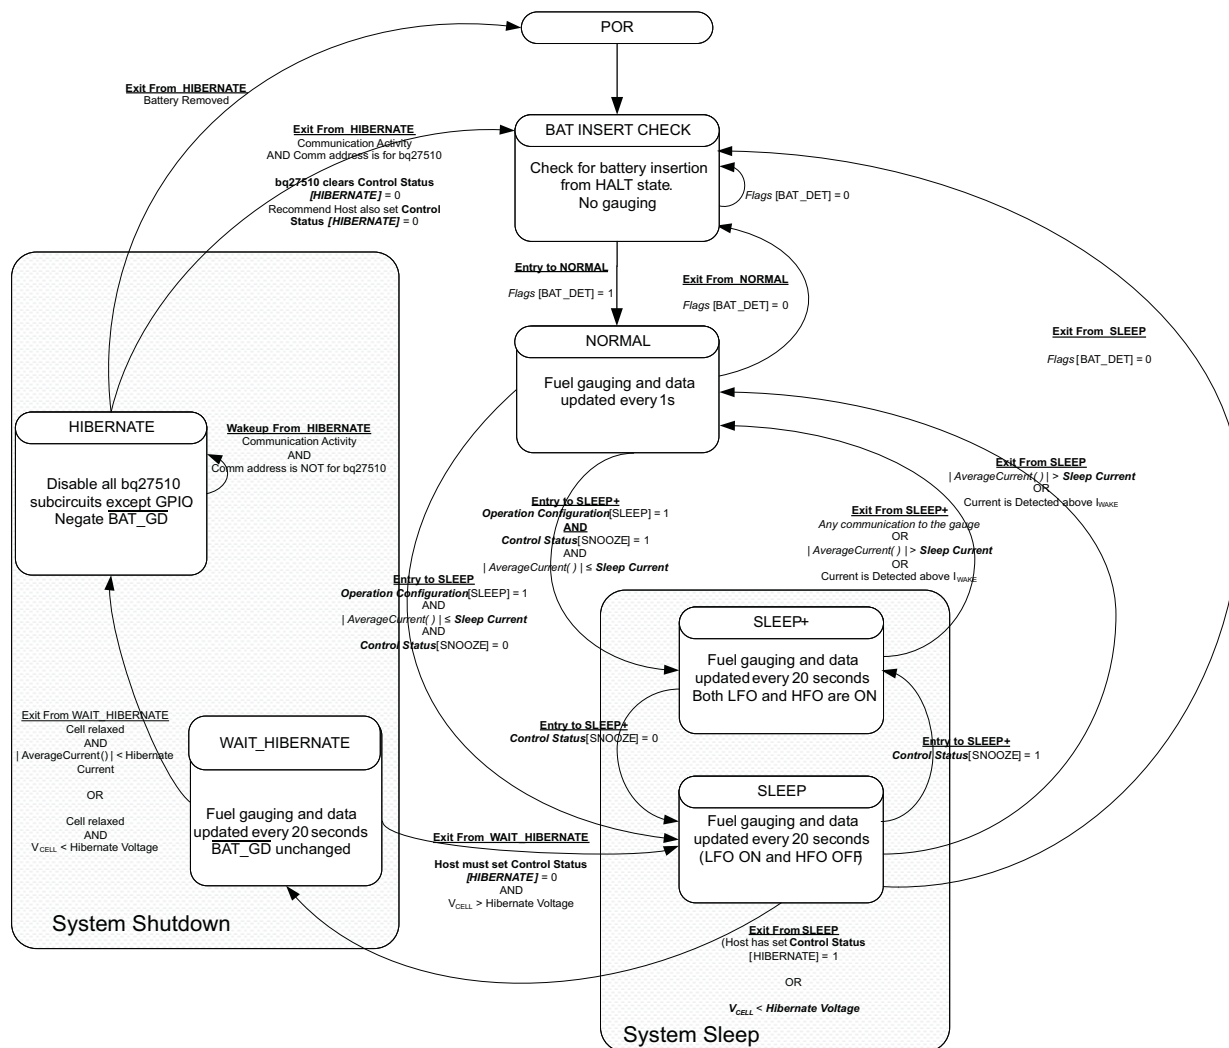 POR
Exit From HIBERNATE
Battery Removed
Exit From HIBERNATE
Communication Activity
AND Comm address is for bq27510
bq27510 clears Control Status
[HIBERNATE] = 0
Recommend Host also set Control
Status [HIBERNATE] = 0
BAT INSERT CHECK
Check for battery insertion
from HALT state.
No gauging
Flags [BAT_DET] = 0
Entry to NORMAL
Flags [BAT_DET] = 1
Exit From NORMAL
Flags [BAT_DET] = 0
Exit From SLEEP
Flags [BAT_DET] = 0
NORMAL
Fuel gauging and data
updated every 1s
HIBERNATE
Disable all bq27510
subcircuits except GPIO.
Negate BAT_GD
Wakeup From HIBERNATE
Communication Activity
AND
Comm address is NOT for bq27510
Exit From SLEEP
| AverageCurrent( ) | > Sleep Current
OR
Current is Detected above IWAKE
Entry to SLEEP+
Operation Configuration[SLEEP] = 1
AND
Control Status[SNOOZE] = 1
AND
| AverageCurrent( ) | ≤ Sleep Current
Exit From SLEEP+
Any communication to the gauge
OR
| AverageCurrent( ) | > Sleep Current
OR
Current is Detected above IWAKE
Entry to SLEEP
Operation Configuration[SLEEP] = 1
AND
| AverageCurrent( ) | ≤ Sleep Current
AND
Control Status[SNOOZE] = 0
SLEEP+
Fuel gauging and data
updated every 20 seconds
Both LFO and HFO are ON
Entry to SLEEP+
Control Status[SNOOZE] = 0
Entry to SLEEP+
Control Status[SNOOZE] = 1
Exit From WAIT_HIBERNATE
Cell relaxed
AND
| AverageCurrent() | < Hibernate
Current
OR
Cell relaxed
AND
VCELL < Hibernate Voltage
WAIT_HIBERNATE
Fuel gauging and data
updated every 20 seconds
BAT_GD unchanged
SLEEP
Fuel gauging and data
updated every 20 seconds
(LFO ON and HFO OFF)
Exit From WAIT_HIBERNATE
Host must set Control Status
[HIBERNATE] = 0
AND
VCELL > Hibernate Voltage
System Shutdown
Exit From SLEEP
(Host has set Control Status
[HIBERNATE] = 1
OR
VCELL < Hibernate Voltage
System Sleep